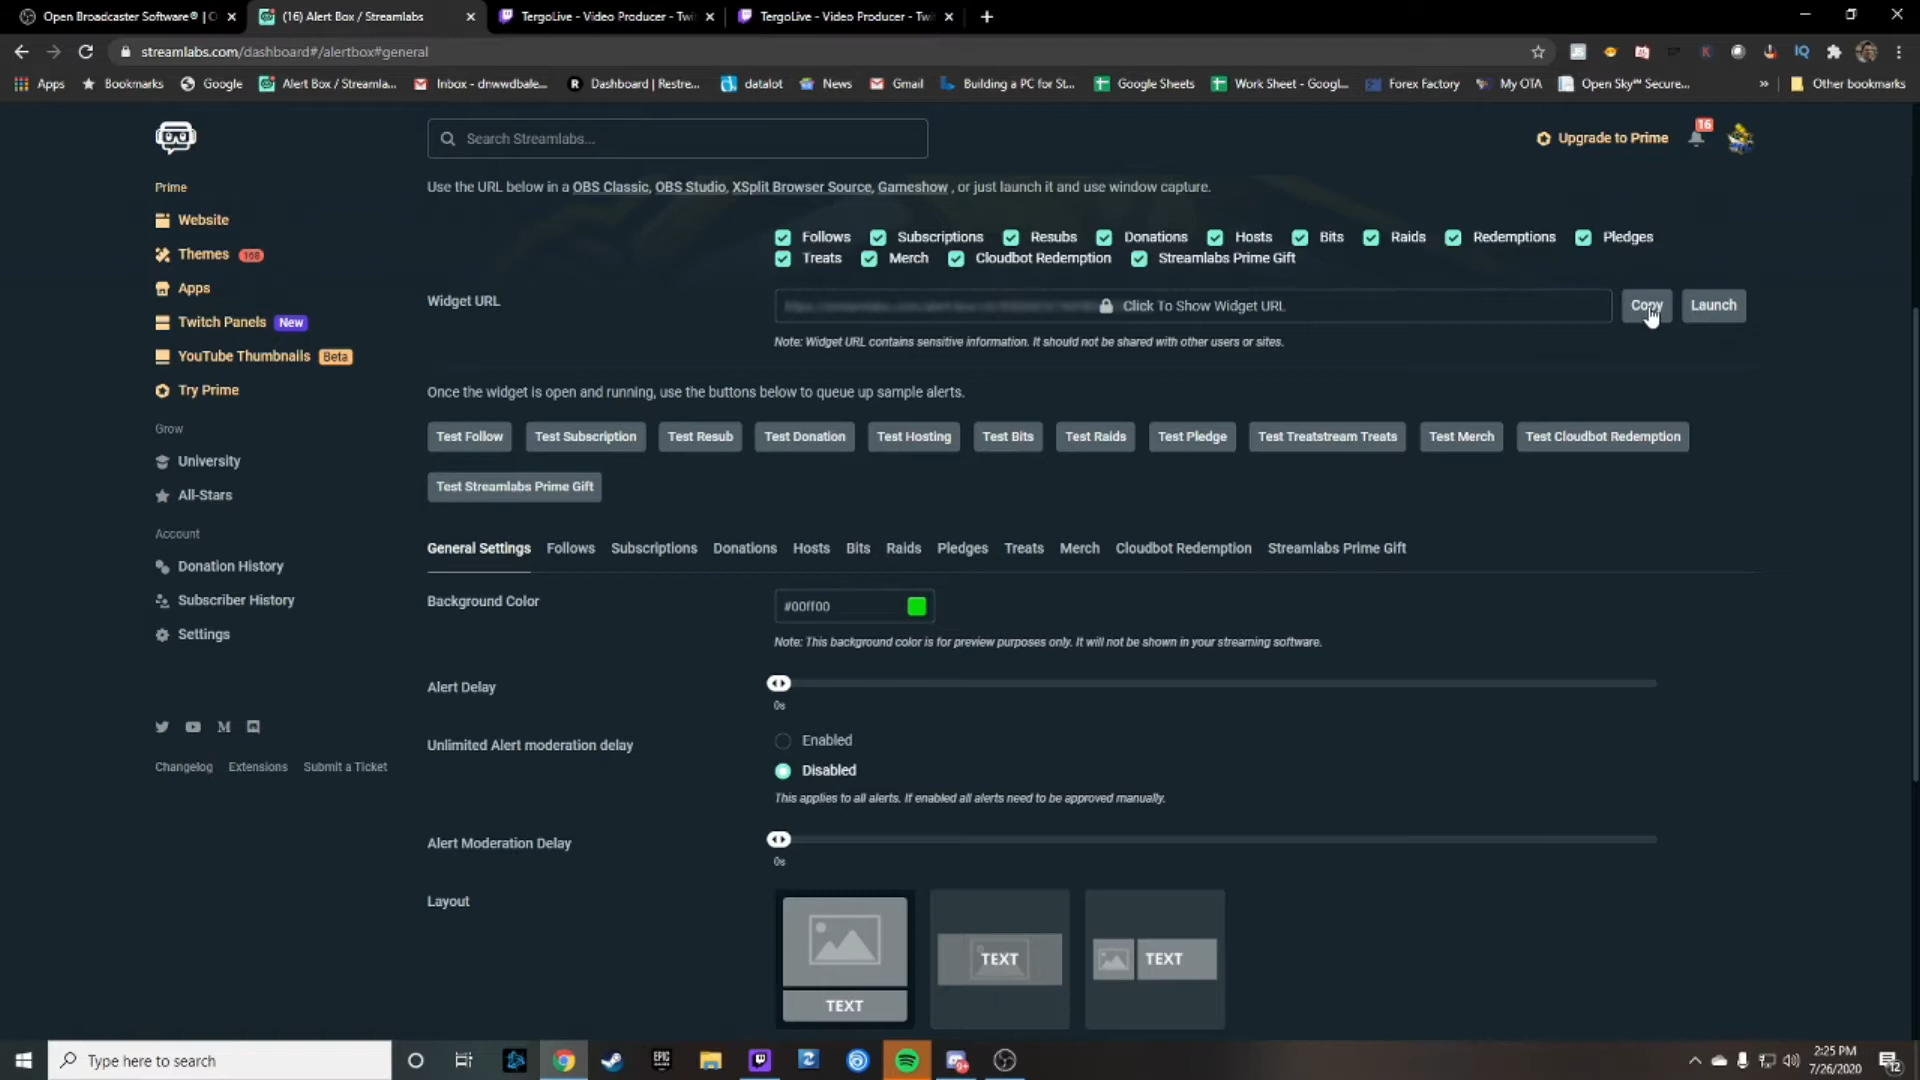 Open Broadcaster Software® | O
(16) Alert Box / Streamlabs
TergoLive - Video Producer - Twi
TergoLive - Video Producer - Twi
streamlabs.com/dashboard#/alertbox#general
Apps
Bookmarks
Google
Alert Box / Streamla...
Inbox - dnwwdbale...
Dashboard | Restre...
datalot
News
Gmail
Building a PC for St...
Google Sheets
Work Sheet - Googl...
Forex Factory
My OTA
Open Sky℠ Secure...
»
Other bookmarks
Search Streamlabs...
Upgrade to Prime
16
Prime
Website
Themes 168
Apps
Twitch Panels New
YouTube Thumbnails Beta
Try Prime
Grow
University
All-Stars
Account
Donation History
Subscriber History
Settings
Changelog Extensions Submit a Ticket
Use the URL below in a OBS Classic, OBS Studio, XSplit Browser Source, Gameshow , or just launch it and use window capture.
Follows Subscriptions Resubs Donations Hosts Bits Raids Redemptions Pledges
Treats Merch Cloudbot Redemption Streamlabs Prime Gift
Widget URL
Click To Show Widget URL
Copy
Launch
Note: Widget URL contains sensitive information. It should not be shared with other users or sites.
Once the widget is open and running, use the buttons below to queue up sample alerts.
Test Follow Test Subscription Test Resub Test Donation Test Hosting Test Bits Test Raids Test Pledge Test Treatstream Treats Test Merch Test Cloudbot Redemption
Test Streamlabs Prime Gift
General Settings Follows Subscriptions Donations Hosts Bits Raids Pledges Treats Merch Cloudbot Redemption Streamlabs Prime Gift
Background Color
#00ff00
Note: This background color is for preview purposes only. It will not be shown in your streaming software.
Alert Delay
0s
Unlimited Alert moderation delay
Enabled
Disabled
This applies to all alerts. If enabled all alerts need to be approved manually.
Alert Moderation Delay
0s
Layout
TEXT
TEXT
TEXT
Type here to search
EPIC
2:25 PM
7/26/2020
12